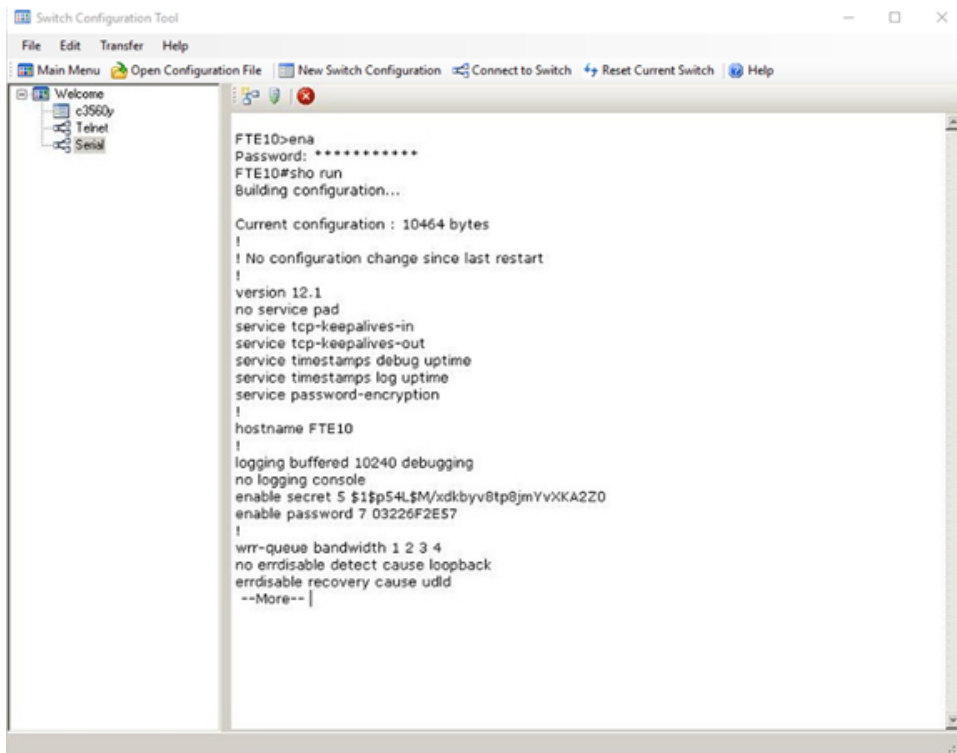 Switch Configuration Tool
File Edit Transfer Help
Main Menu Open Configuration File New Switch Configuration Connect to Switch Reset Current Switch Help
Welcome
c3560y
Telnet
Serial
FTE10>ena
Password: ***********
FTE10#sho run
Building configuration...
Current configuration : 10464 bytes
!
! No configuration change since last restart
!
version 12.1
no service pad
service tcp-keepalives-in
service tcp-keepalives-out
service timestamps debug uptime
service timestamps log uptime
service password-encryption
!
hostname FTE10
!
logging buffered 10240 debugging
no logging console
enable secret 5 $1$p54L$M/xdkbyv8tp8jmYvXKA2Z0
enable password 7 03226F2E57
!
wrr-queue bandwidth 1 2 3 4
no errdisable detect cause loopback
errdisable recovery cause udld
--More--